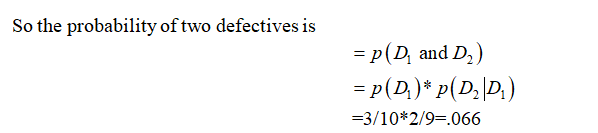 So the probability of two defectives is
= p(D₁ and D₂)
= p(D₁)* p(D₂|D₁)
=3/10*2/9=.066